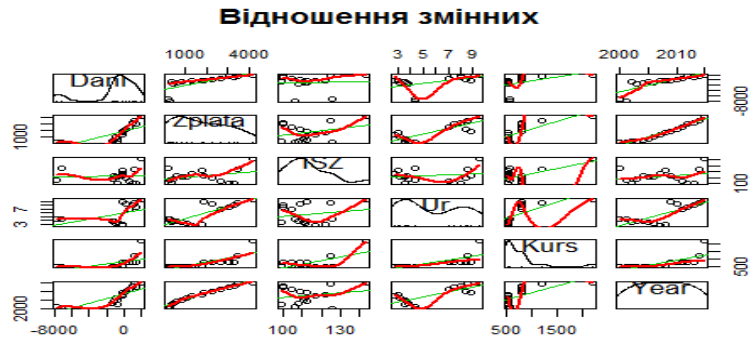 Відношення змінних
1000 4000 3 5 7 9 2000 2010
Dani -8000
1000 Zplata
ISZ 100
3 7 Ur
Kurs 500
2000 Year
-8000 0 100 130 500 1500